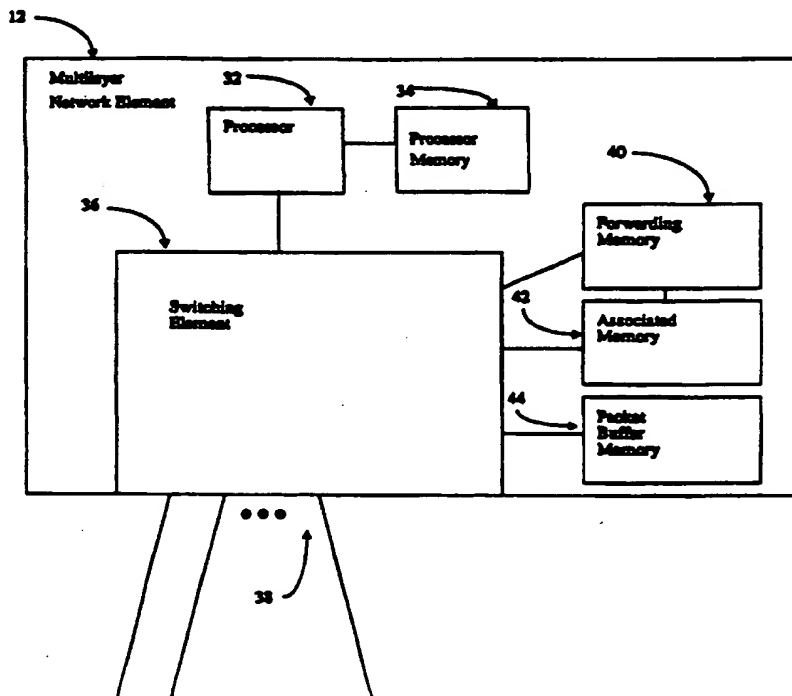 12
Multilayer
Network Element
32
Processor
34
Processor
Memory
40
Forwarding
Memory
36
Switching
Element
42
Associated
Memory
44
Packet
Buffer
Memory
38